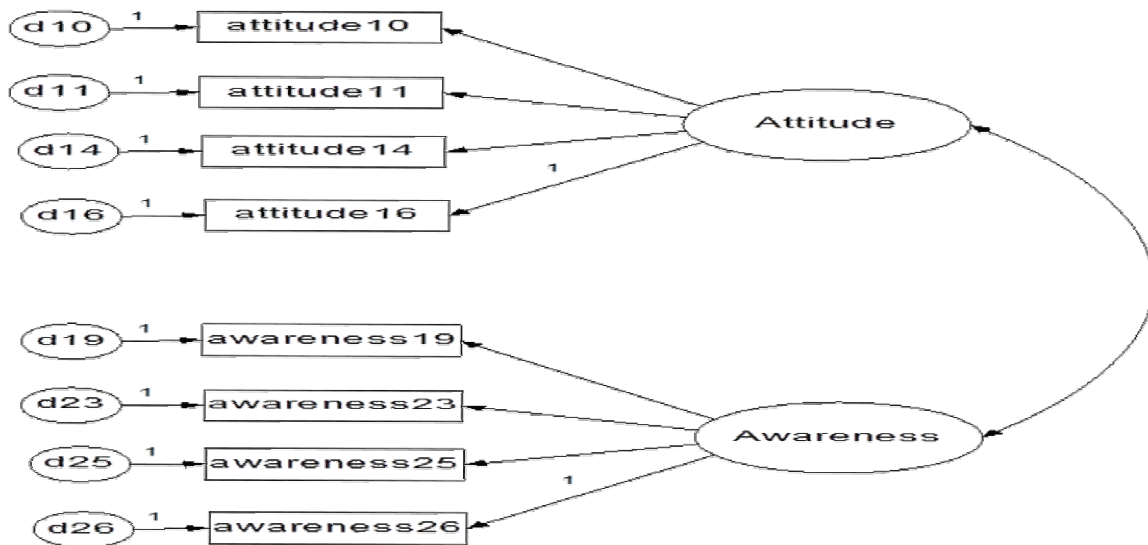 d10 1 attitude10
d11 1 attitude11
Attitude
d14 1 attitude14
1
d16 1 attitude16
d19 1 awareness19
d23 1 awareness23
Awareness
d25 1 awareness25
1
d26 1 awareness26